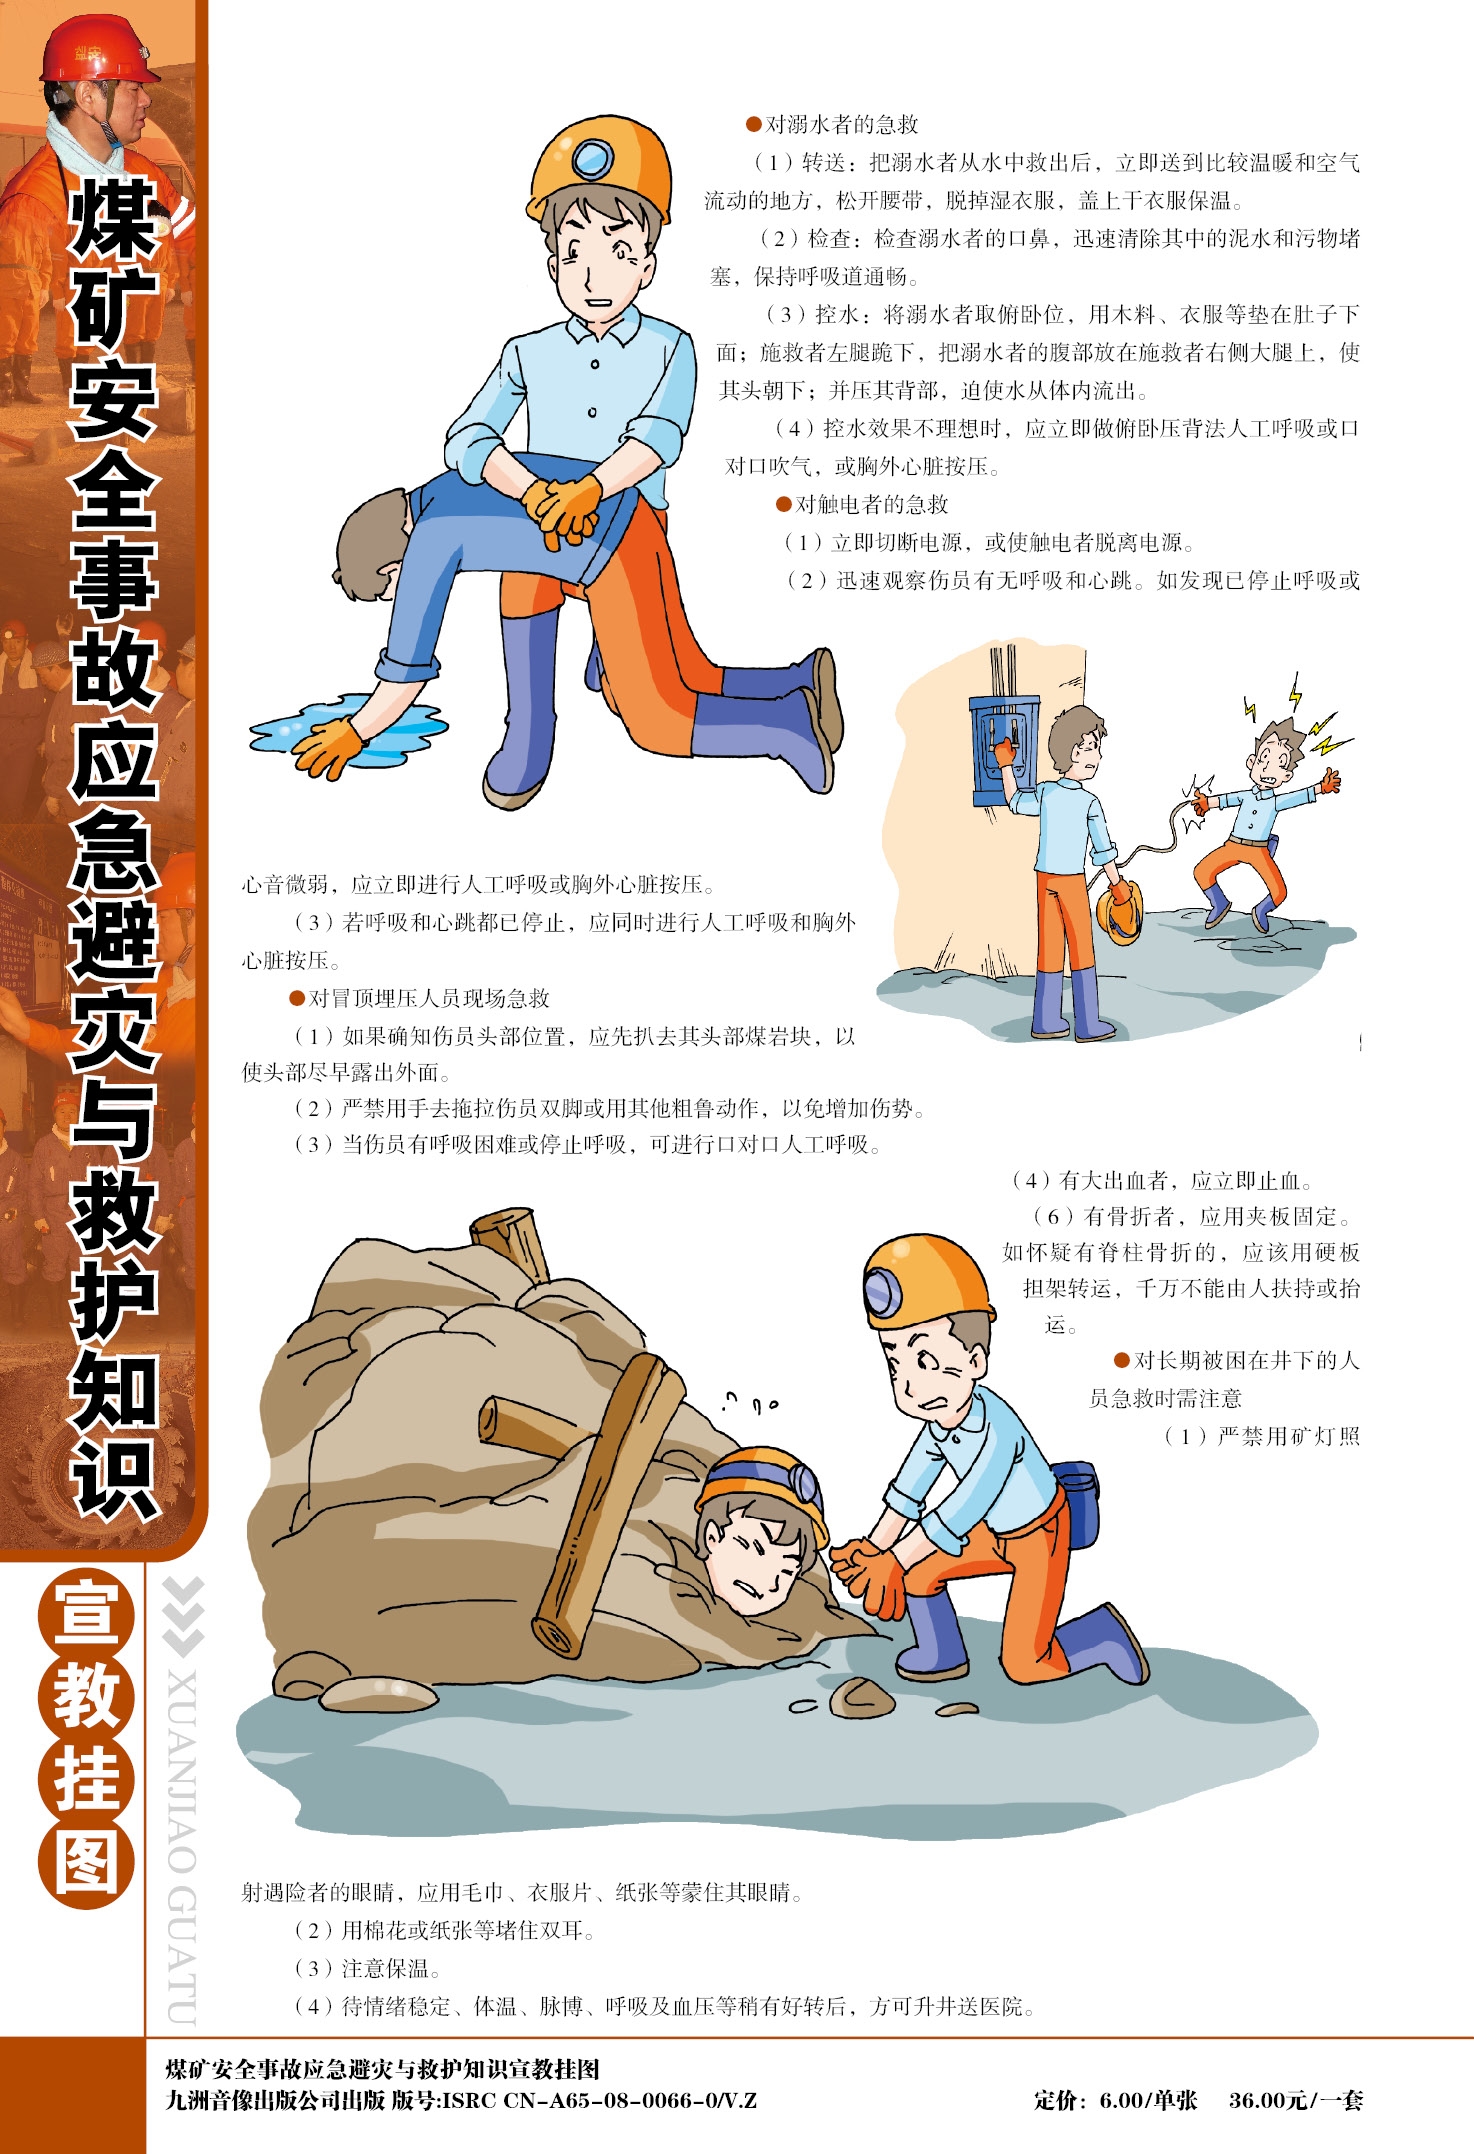 煤矿安全事故应急避灾与救护知识
宣教挂图
XUANJIAO GUATU
●对溺水者的急救
（1）转送：把溺水者从水中救出后，立即送到比较温暖和空气
流动的地方，松开腰带，脱掉湿衣服，盖上干衣服保温。
（2）检查：检查溺水者的口鼻，迅速清除其中的泥水和污物堵
塞，保持呼吸道通畅。
（3）控水：将溺水者取俯卧位，用木料、衣服等垫在肚子下
面；施救者左腿跪下，把溺水者的腹部放在施救者右侧大腿上，使
其头朝下；并压其背部，迫使水从体内流出。
（4）控水效果不理想时，应立即做俯卧压背法人工呼吸或口
对口吹气，或胸外心脏按压。
●对触电者的急救
（1）立即切断电源，或使触电者脱离电源。
（2）迅速观察伤员有无呼吸和心跳。如发现已停止呼吸或
心音微弱，应立即进行人工呼吸或胸外心脏按压。
（3）若呼吸和心跳都已停止，应同时进行人工呼吸和胸外
心脏按压。
●对冒顶埋压人员现场急救
（1）如果确知伤员头部位置，应先扒去其头部煤岩块，以
使头部尽早露出外面。
（2）严禁用手去拖拉伤员双脚或用其他粗鲁动作，以免增加伤势。
（3）当伤员有呼吸困难或停止呼吸，可进行口对口人工呼吸。
（4）有大出血者，应立即止血。
（6）有骨折者，应用夹板固定。
如怀疑有脊柱骨折的，应该用硬板
担架转运，千万不能由人扶持或抬
运。
●对长期被困在井下的人
员急救时需注意
（1）严禁用矿灯照
射遇险者的眼睛，应用毛巾、衣服片、纸张等蒙住其眼睛。
（2）用棉花或纸张等堵住双耳。
（3）注意保温。
（4）待情绪稳定、体温、脉博、呼吸及血压等稍有好转后，方可升井送医院。
煤矿安全事故应急避灾与救护知识宣教挂图
九洲音像出版公司出版 版号:ISRC CN-A65-08-0066-0/V.Z
定价：6.00/单张 36.00元/一套